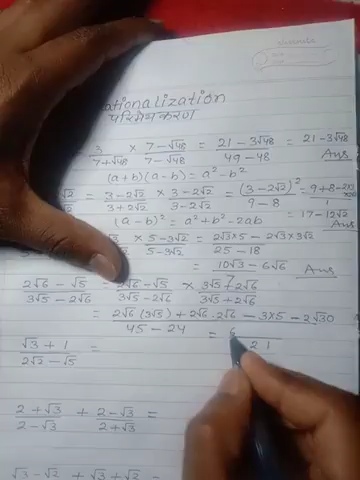 ationalization
परिमेयकरण
3/7+√48 × 7-√48/7-√48 = 21-3√48/49-48 = 21-3√48 Ans
(a+b)(a-b) = a²-b²
= 3-2√2/3+2√2 × 3-2√2/3-2√2 = (3-2√2)²/9-8 = 9+8-2×
(a-b)² = a²+b²-2ab = 17-12√2
× 5-3√2/5-3√2 = 2√3×5-2√3×3√2/25-18
= 10√3-6√6 Ans
2√6-√5/3√5-2√6 = 2√6-√5/3√5-2√6 × 3√5+2√6/3√5+2√6
= 2√6(3√5)+2√6·2√6-3×5-2√30/45-24
√3+1/2√2-√5 = = 6/21
2+√3/2-√3 + 2-√3/2+√3 =
√3-√2 + √3+√2 =